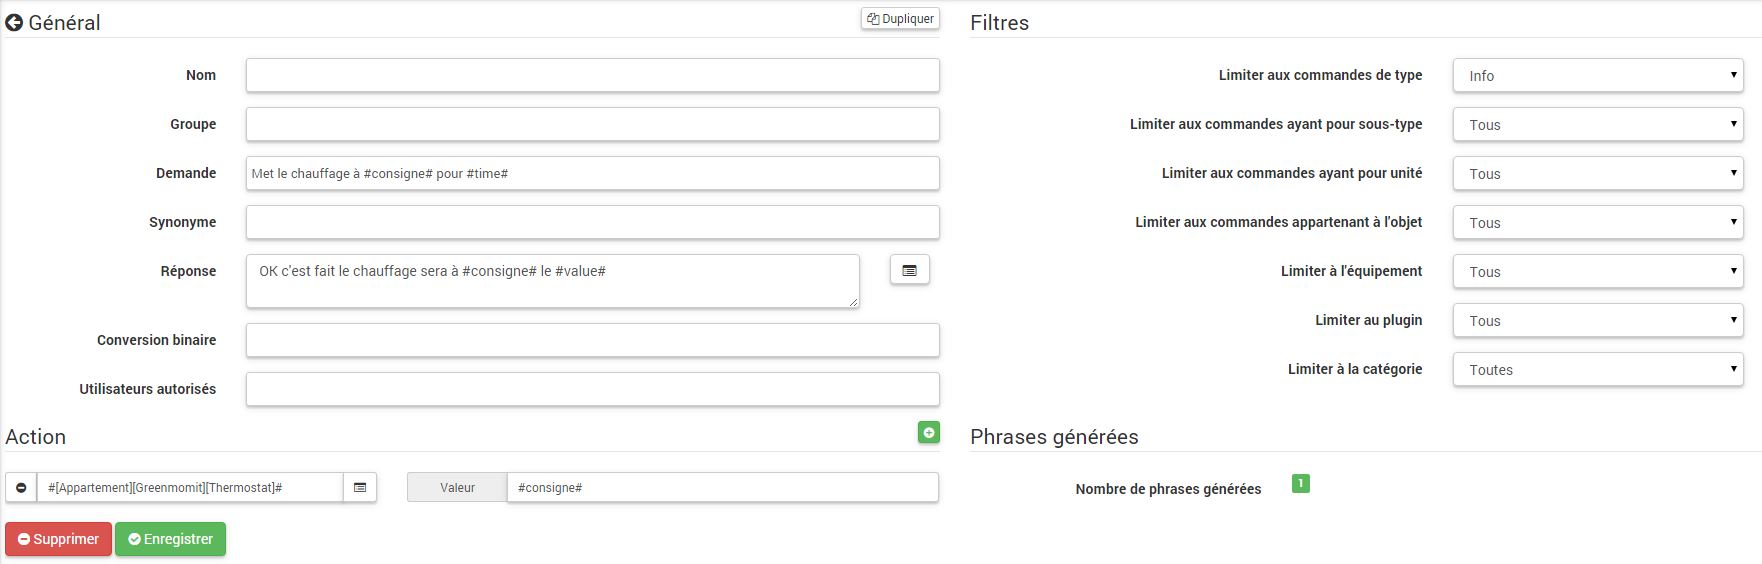 Général
Dupliquer
Nom
Groupe
Demande
Met le chauffage à #consigne# pour #time#
Synonyme
Réponse
OK c'est fait le chauffage sera à #consigne# le #value#
Conversion binaire
Utilisateurs autorisés
Action
#[Appartement][Greenmomit][Thermostat]#
Valeur
#consigne#
Supprimer
Enregistrer
Filtres
Limiter aux commandes de type
Info
Limiter aux commandes ayant pour sous-type
Tous
Limiter aux commandes ayant pour unité
Tous
Limiter aux commandes appartenant à l'objet
Tous
Limiter à l'équipement
Tous
Limiter au plugin
Tous
Limiter à la catégorie
Toutes
Phrases générées
Nombre de phrases générées
1